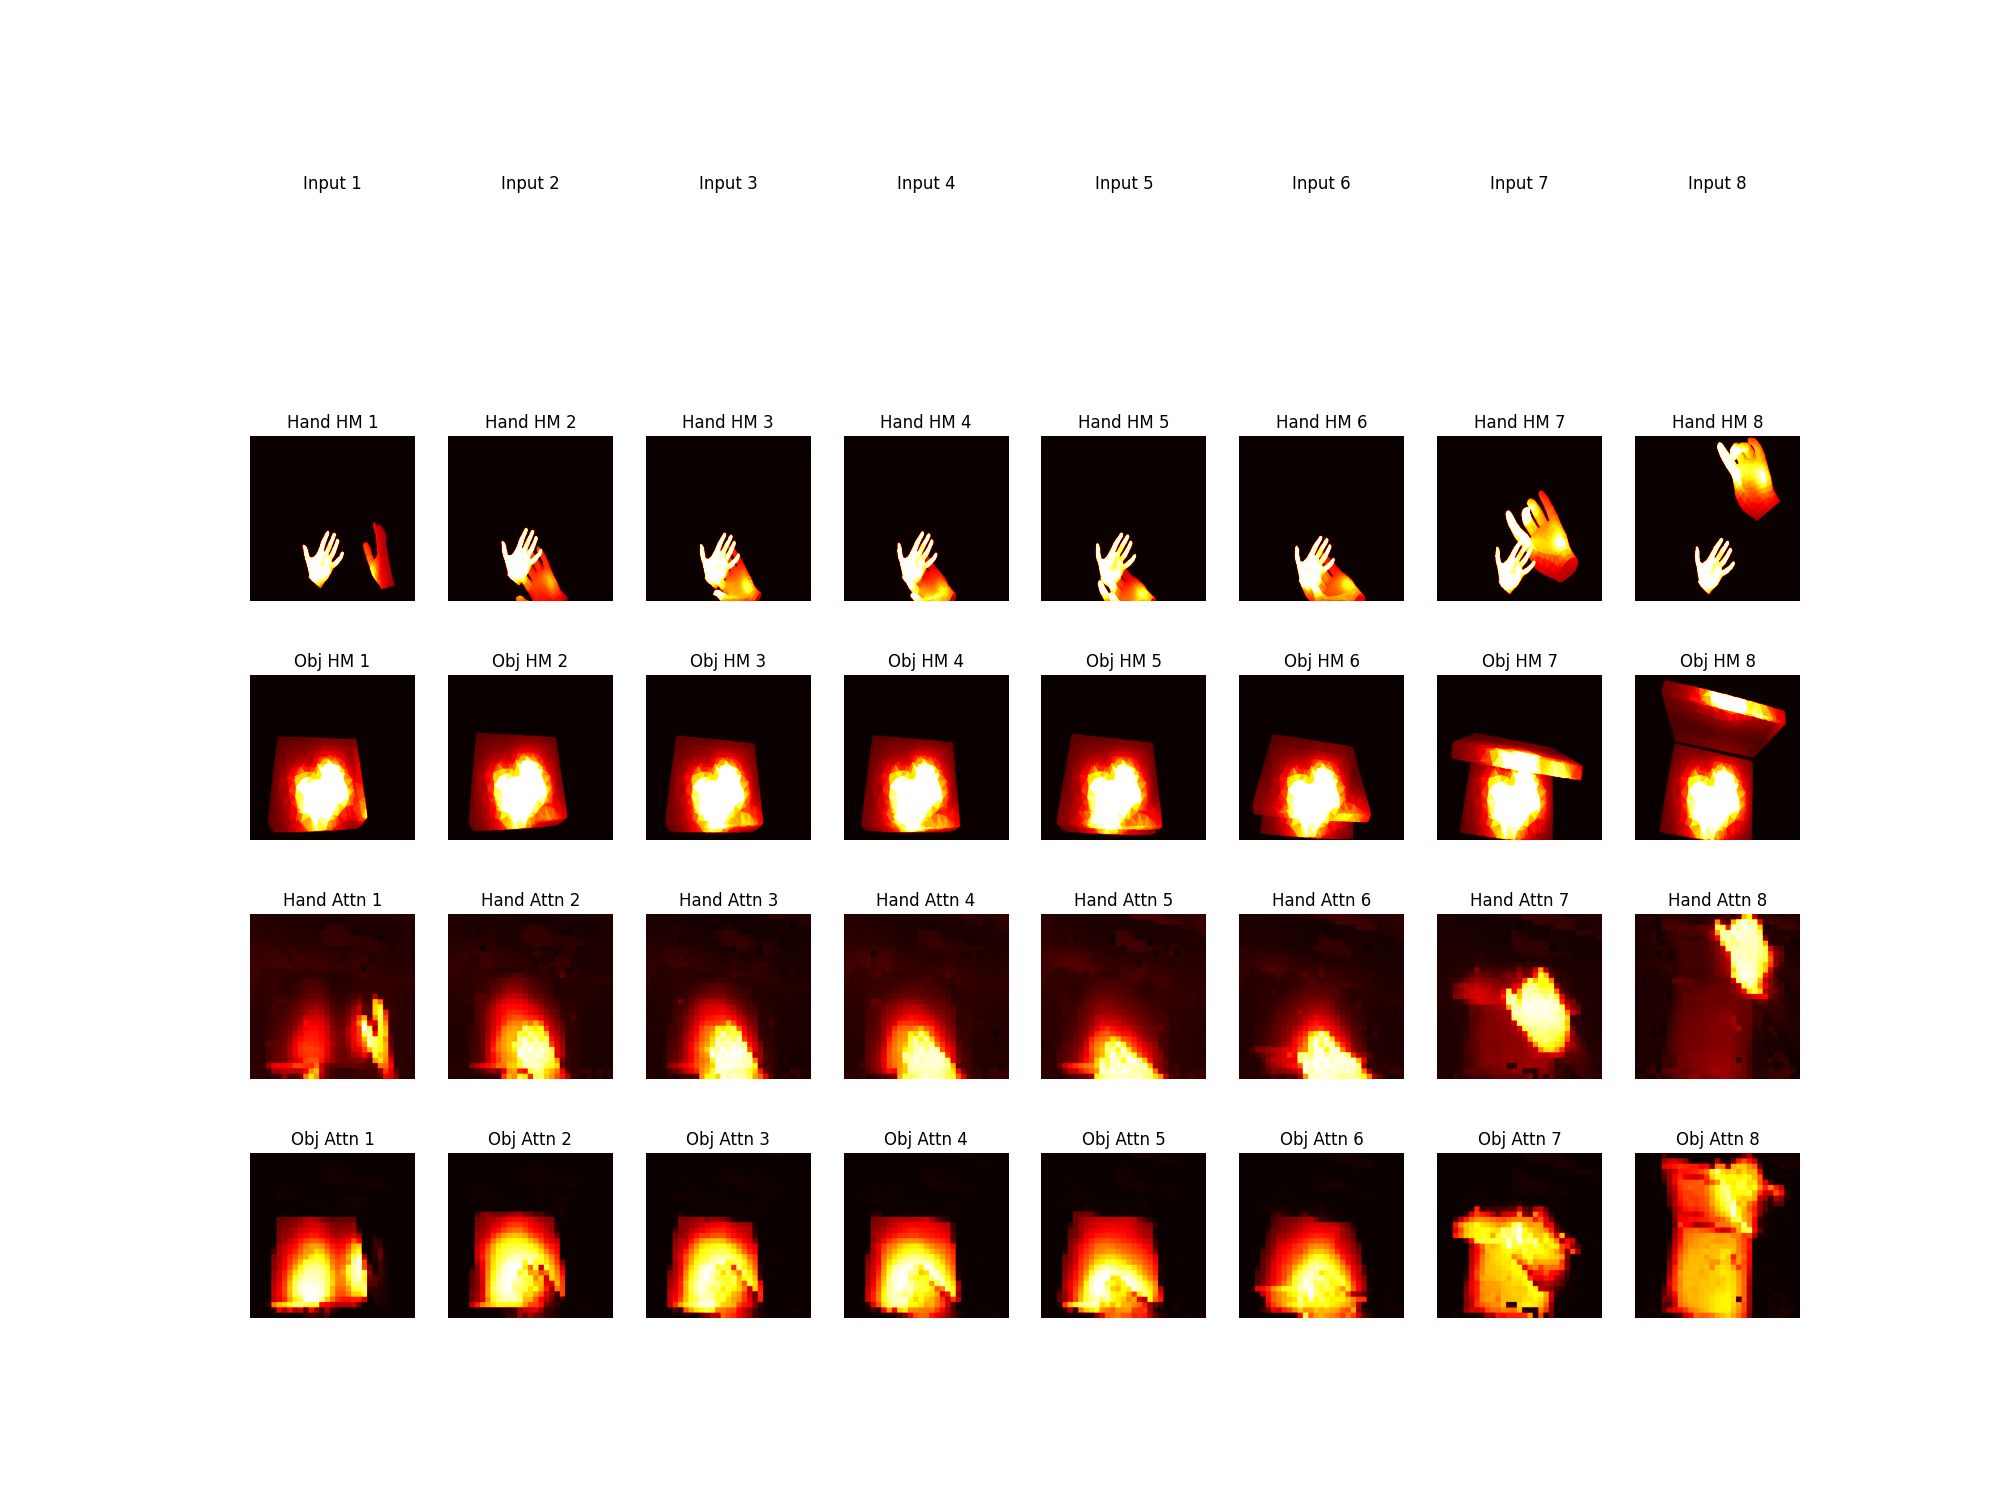 Input 1 Input 2 Input 3 Input 4 Input 5 Input 6 Input 7 Input 8
Hand HM 1 Hand HM 2 Hand HM 3 Hand HM 4 Hand HM 5 Hand HM 6 Hand HM 7 Hand HM 8
Obj HM 1 Obj HM 2 Obj HM 3 Obj HM 4 Obj HM 5 Obj HM 6 Obj HM 7 Obj HM 8
Hand Attn 1 Hand Attn 2 Hand Attn 3 Hand Attn 4 Hand Attn 5 Hand Attn 6 Hand Attn 7 Hand Attn 8
Obj Attn 1 Obj Attn 2 Obj Attn 3 Obj Attn 4 Obj Attn 5 Obj Attn 6 Obj Attn 7 Obj Attn 8